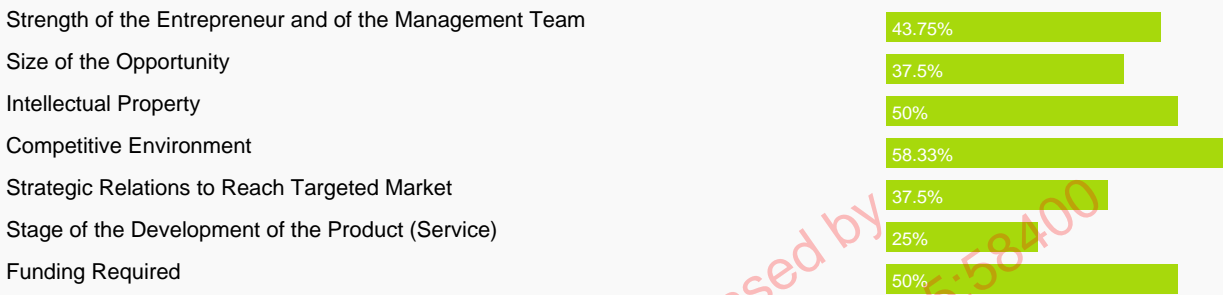 Strength of the Entrepreneur and of the Management Team
43.75%
Size of the Opportunity
37.5%
Intellectual Property
50%
Competitive Environment
58.33%
Strategic Relations to Reach Targeted Market
37.5%
Stage of the Development of the Product (Service)
25%
Funding Required
50%
by
58400